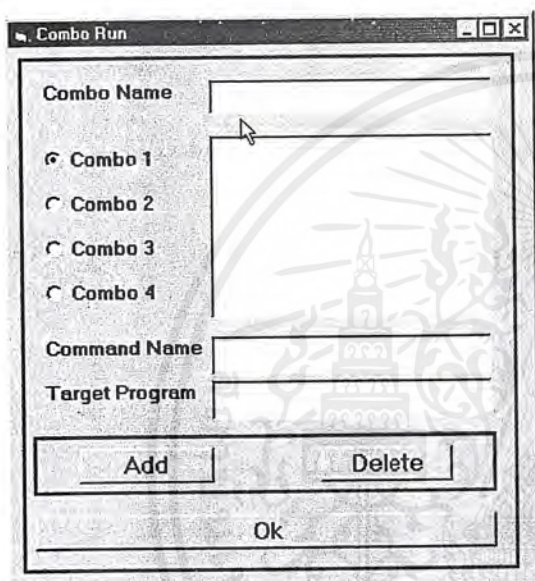 Combo Run
Combo Name
Combo 1
Combo 2
Combo 3
Combo 4
Command Name
Target Program
Add Delete
Ok